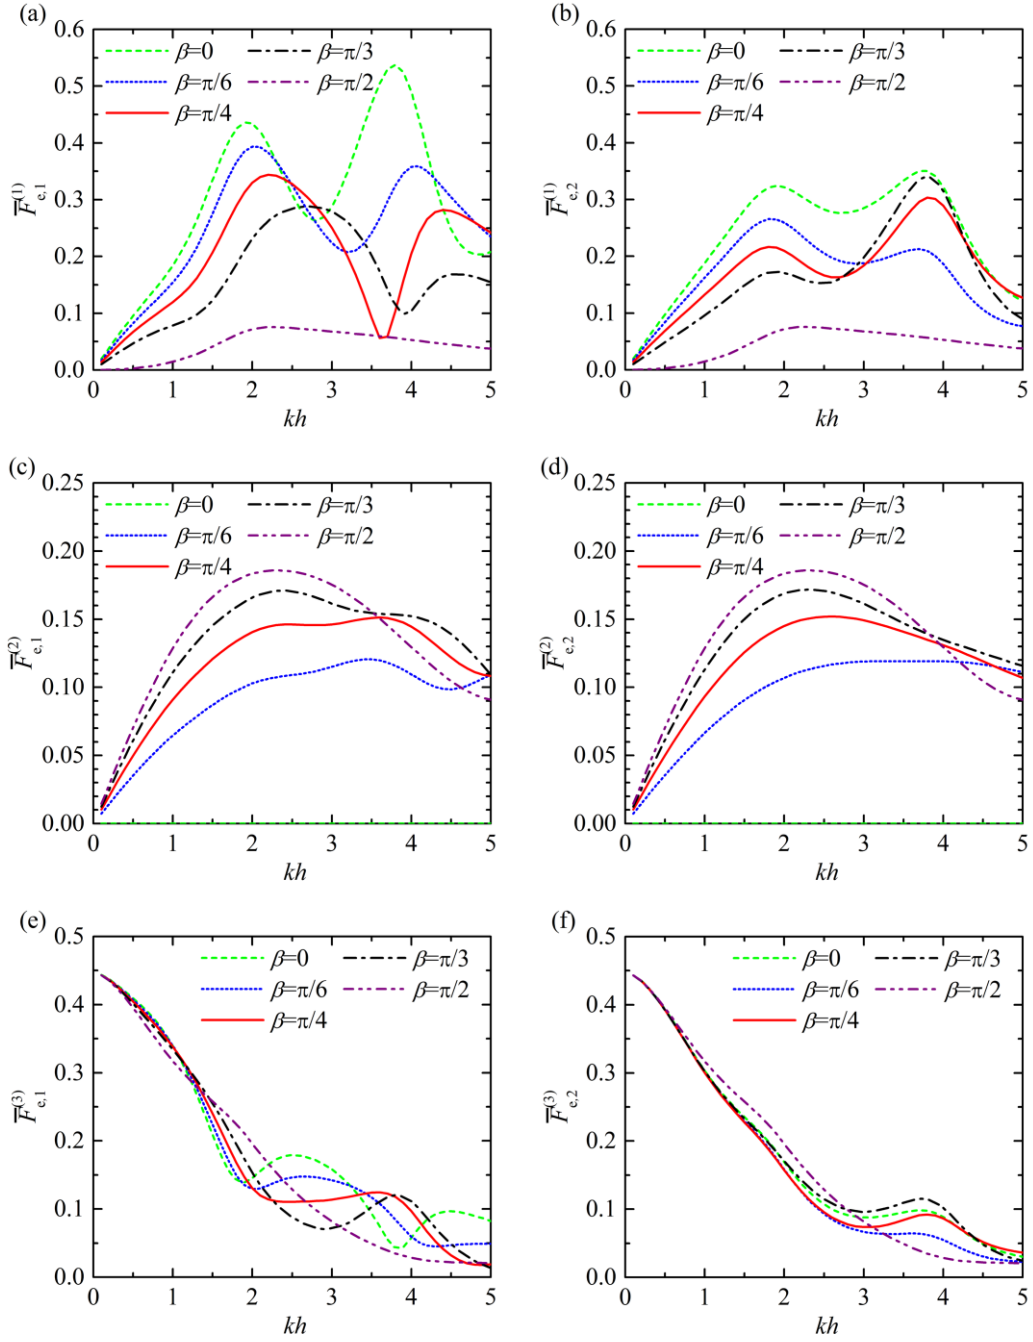 (a)
0.6
0.5
0.4
0.3
0.2
0.1
0.0
F̅e,1(1)
β=0
β=π/6
β=π/4
β=π/3
β=π/2
0 1 2 3 4 5
kh
(b)
0.6
0.5
0.4
0.3
0.2
0.1
0.0
F̅e,2(1)
β=0
β=π/6
β=π/4
β=π/3
β=π/2
0 1 2 3 4 5
kh
(c)
0.25
0.20
0.15
0.10
0.05
0.00
F̅e,1(2)
β=0
β=π/6
β=π/4
β=π/3
β=π/2
0 1 2 3 4 5
kh
(d)
0.25
0.20
0.15
0.10
0.05
0.00
F̅e,2(2)
β=0
β=π/6
β=π/4
β=π/3
β=π/2
0 1 2 3 4 5
kh
(e)
0.5
0.4
0.3
0.2
0.1
0.0
F̅e,1(3)
β=0
β=π/6
β=π/4
β=π/3
β=π/2
0 1 2 3 4 5
kh
(f)
0.5
0.4
0.3
0.2
0.1
0.0
F̅e,2(3)
β=0
β=π/6
β=π/4
β=π/3
β=π/2
0 1 2 3 4 5
kh